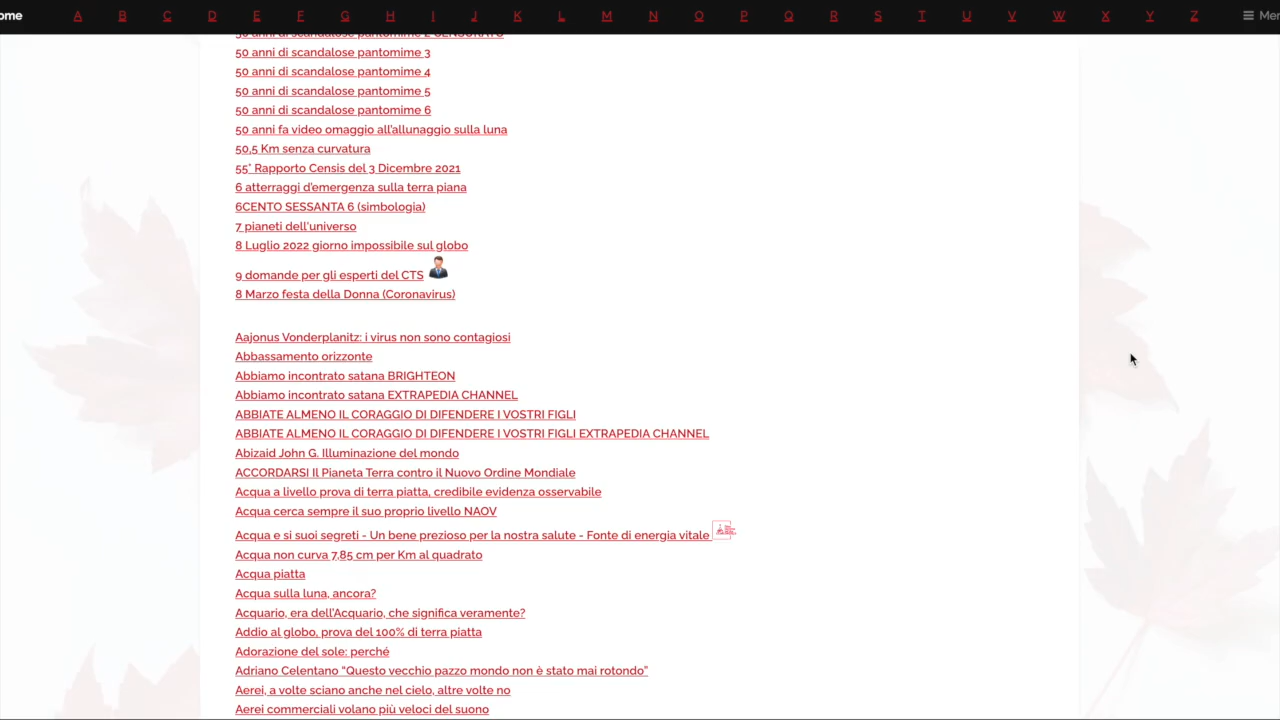 ome A B C D E F G H I J K L M N O P Q R S T U V W X Y Z Men
50 anni di scandalose pantomime 2 CENSURATO
50 anni di scandalose pantomime 3
50 anni di scandalose pantomime 4
50 anni di scandalose pantomime 5
50 anni di scandalose pantomime 6
50 anni fa video omaggio all'allunaggio sulla luna
50,5 Km senza curvatura
55° Rapporto Censis del 3 Dicembre 2021
6 atterraggi d'emergenza sulla terra piana
6CENTO SESSANTA 6 (simbologia)
7 pianeti dell'universo
8 Luglio 2022 giorno impossibile sul globo
9 domande per gli esperti del CTS
8 Marzo festa della Donna (Coronavirus)
Aajonus Vonderplanitz: i virus non sono contagiosi
Abbassamento orizzonte
Abbiamo incontrato satana BRIGHTEON
Abbiamo incontrato satana EXTRAPEDIA CHANNEL
ABBIATE ALMENO IL CORAGGIO DI DIFENDERE I VOSTRI FIGLI
ABBIATE ALMENO IL CORAGGIO DI DIFENDERE I VOSTRI FIGLI EXTRAPEDIA CHANNEL
Abizaid John G. Illuminazione del mondo
ACCORDARSI Il Pianeta Terra contro il Nuovo Ordine Mondiale
Acqua a livello prova di terra piatta, credibile evidenza osservabile
Acqua cerca sempre il suo proprio livello NAOV
Acqua e si suoi segreti - Un bene prezioso per la nostra salute - Fonte di energia vitale
Acqua non curva 7,85 cm per Km al quadrato
Acqua piatta
Acqua sulla luna, ancora?
Acquario, era dell'Acquario, che significa veramente?
Addio al globo, prova del 100% di terra piatta
Adorazione del sole: perché
Adriano Celentano “Questo vecchio pazzo mondo non è stato mai rotondo”
Aerei, a volte sciano anche nel cielo, altre volte no
Aerei commerciali volano più veloci del suono